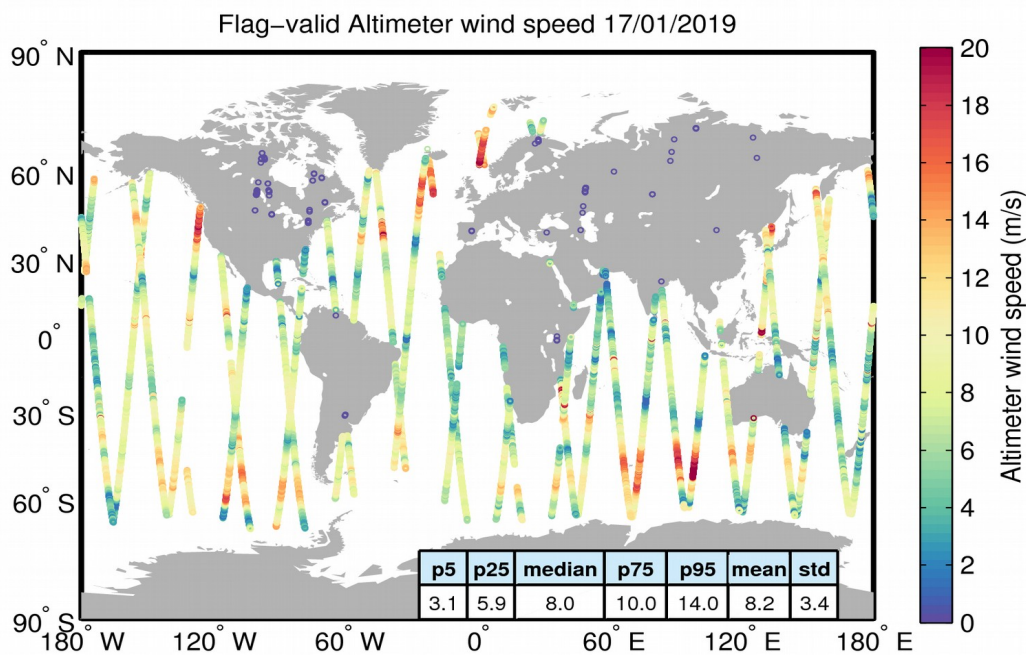 Flag−valid Altimeter wind speed 17/01/2019
90° N
60° N
30° N
0°
30° S
60° S
90° S
180° W
120° W
60° W
0°
60° E
120° E
180° E
p5 p25 median p75 p95 mean std
3.1 5.9 8.0 10.0 14.0 8.2 3.4
20
18
16
14
12
10
8
6
4
2
0
Altimeter wind speed (m/s)